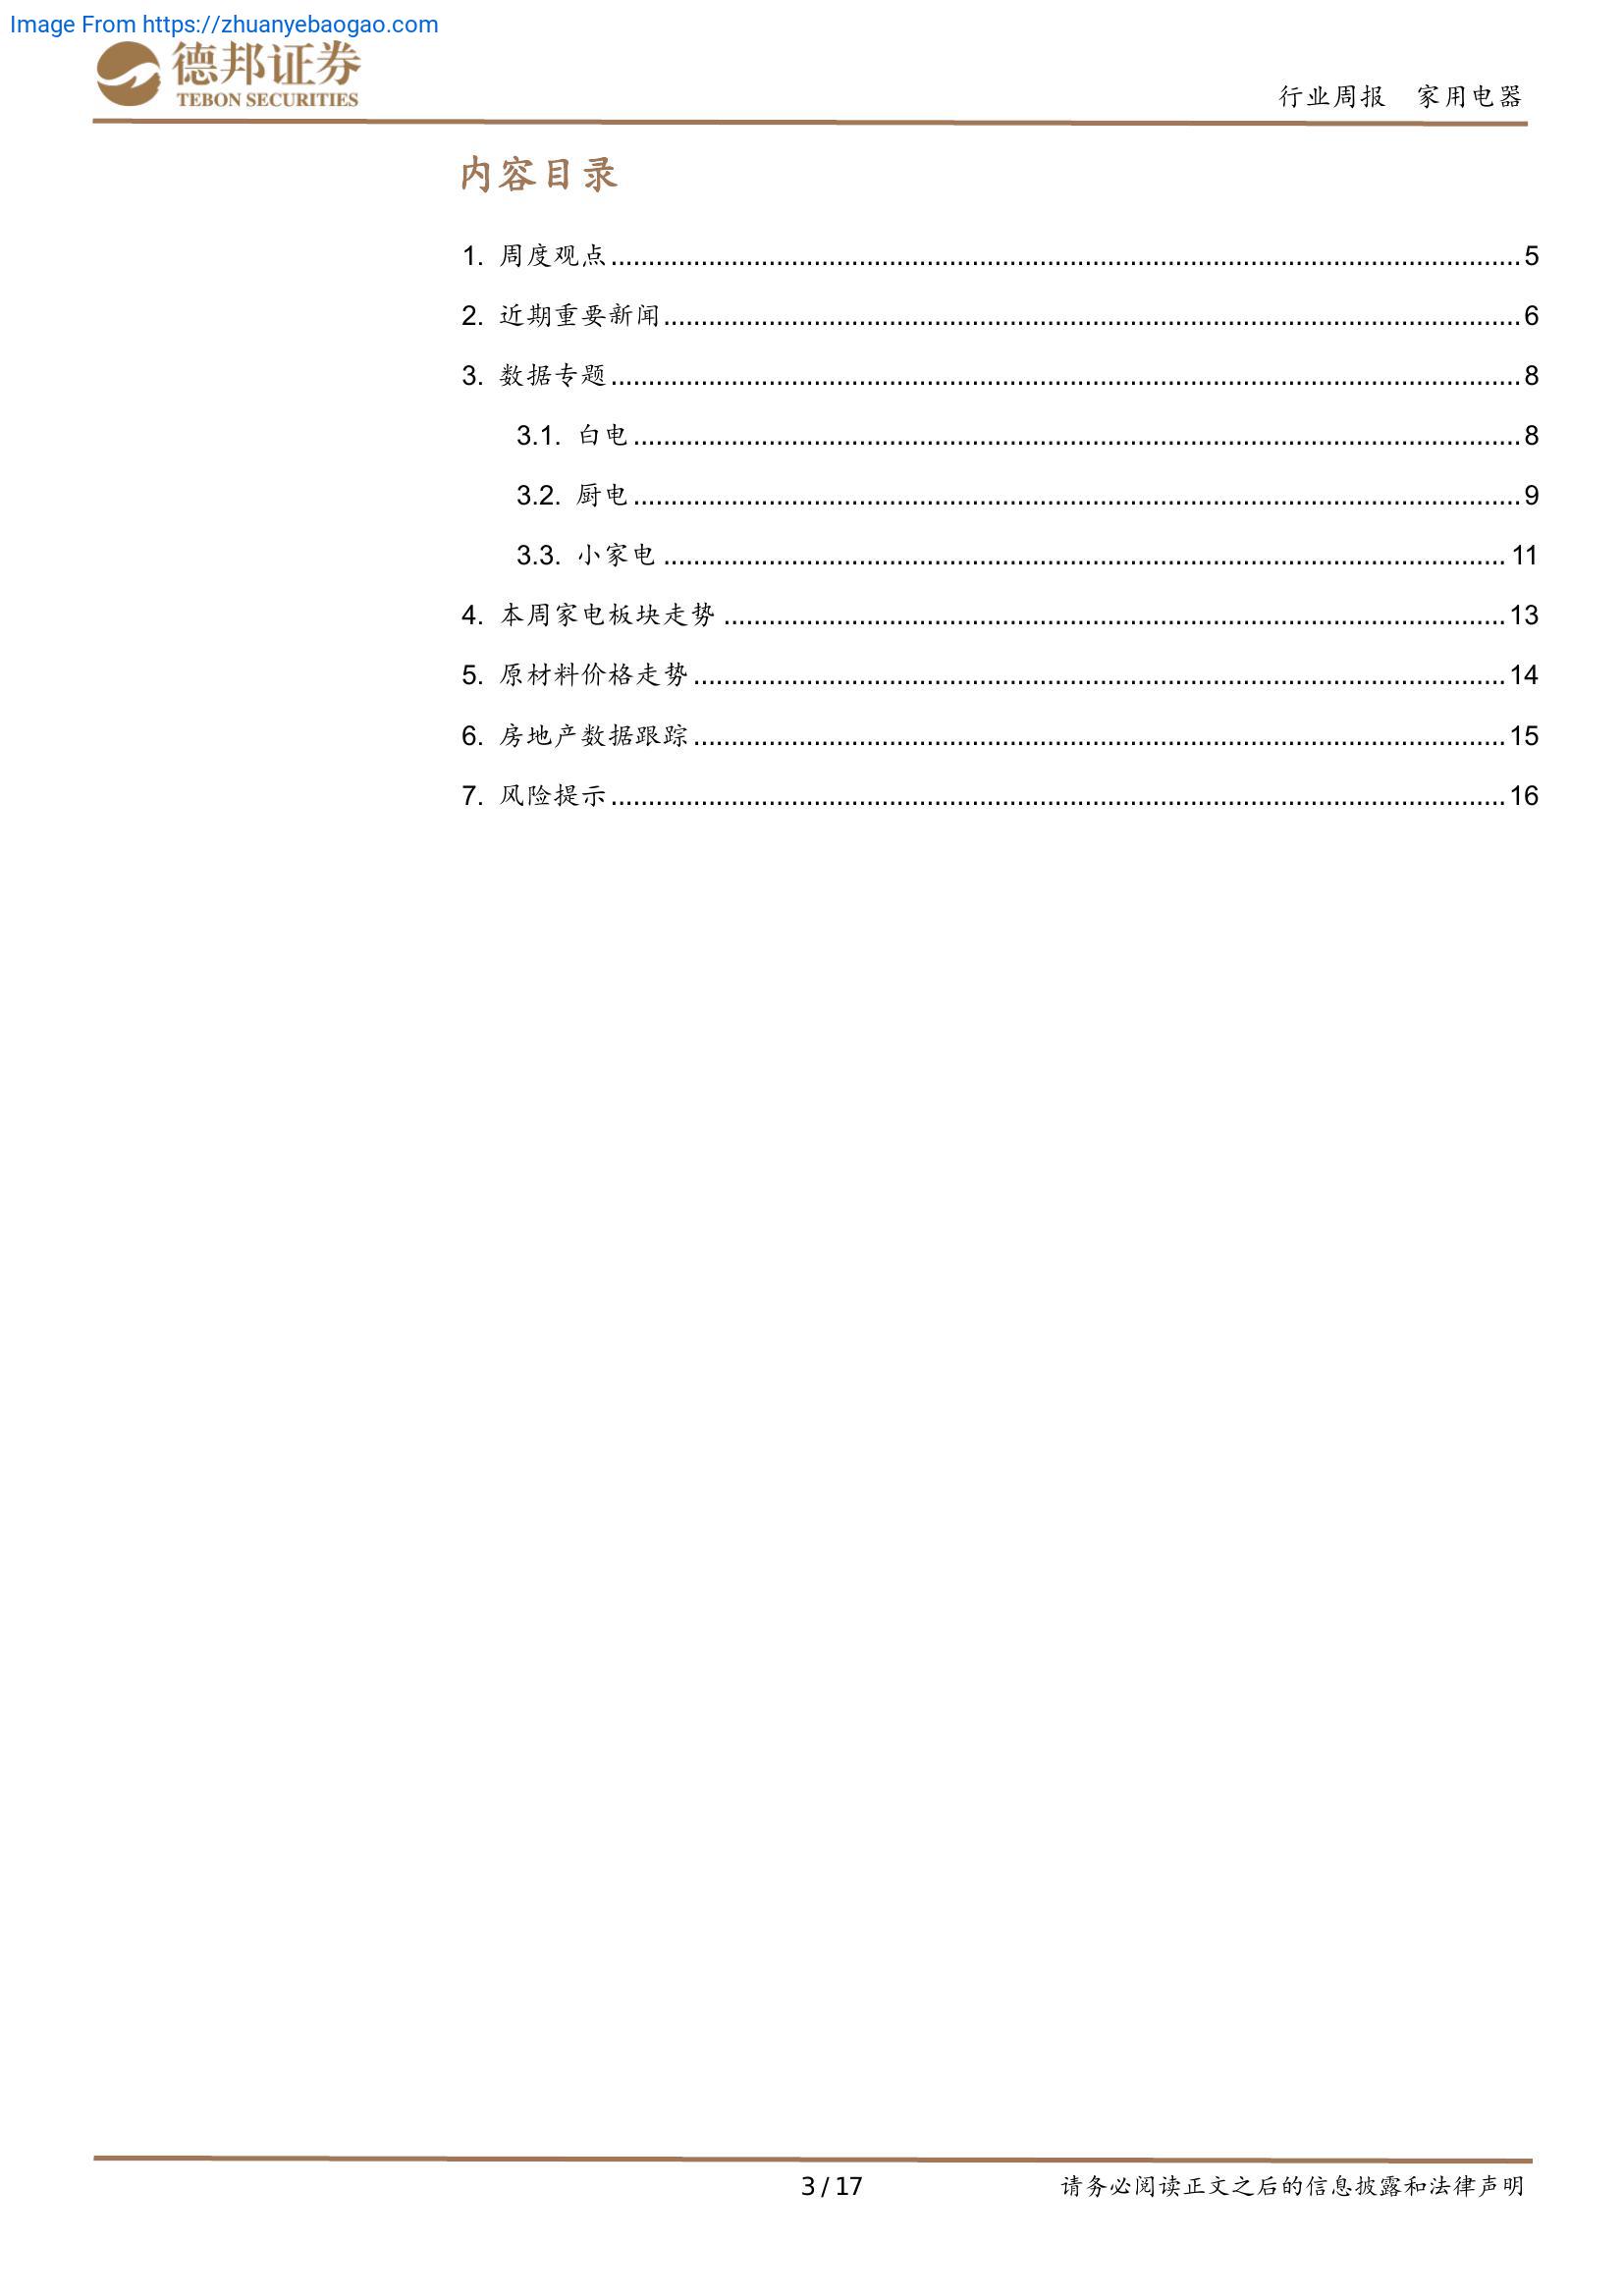 Image From https://zhuanyebaogao.com
德邦证券
TEBON SECURITIES
行业周报 家用电器
内容目录
1. 周度观点........................................................................................................................5
2. 近期重要新闻.................................................................................................................6
3. 数据专题........................................................................................................................8
3.1. 白电.....................................................................................................................8
3.2. 厨电.....................................................................................................................9
3.3. 小家电 ...............................................................................................................11
4. 本周家电板块走势 .......................................................................................................13
5. 原材料价格走势...........................................................................................................14
6. 房地产数据跟踪...........................................................................................................15
7. 风险提示......................................................................................................................16
3 / 17
请务必阅读正文之后的信息披露和法律声明